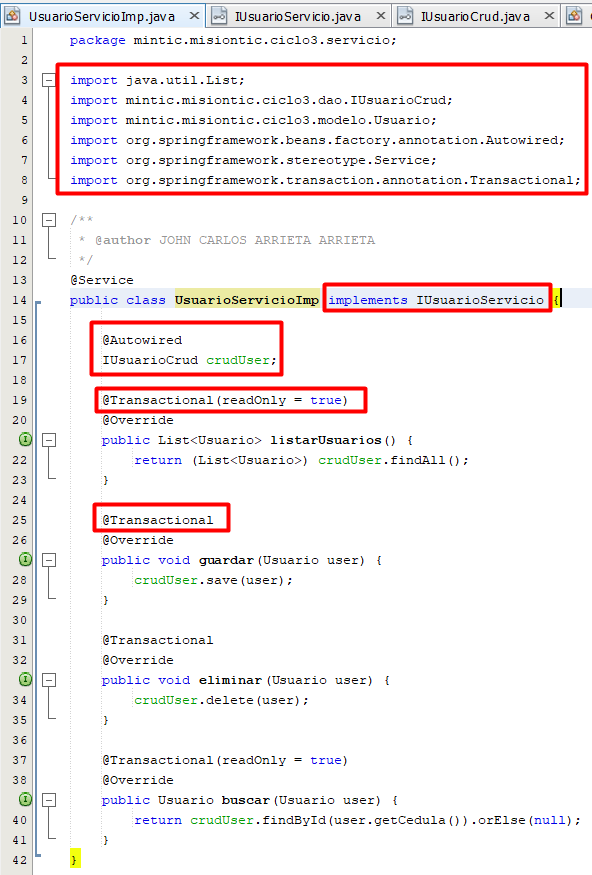 UsuarioServicioImp.java × IUsuarioServicio.java × IUsuarioCrud.java ×
1 package mintic.misiontic.ciclo3.servicio;
2
3 import java.util.List;
4 import mintic.misiontic.ciclo3.dao.IUsuarioCrud;
5 import mintic.misiontic.ciclo3.modelo.Usuario;
6 import org.springframework.beans.factory.annotation.Autowired;
7 import org.springframework.stereotype.Service;
8 import org.springframework.transaction.annotation.Transactional;
9
10 /**
11 * @author JOHN CARLOS ARRIETA ARRIETA
12 */
13 @Service
14 public class UsuarioServicioImp implements IUsuarioServicio {
15
16 @Autowired
17 IUsuarioCrud crudUser;
18
19 @Transactional(readOnly = true)
20 @Override
public List<Usuario> listarUsuarios() {
22 return (List<Usuario>) crudUser.findAll();
23 }
24
25 @Transactional
26 @Override
public void guardar(Usuario user) {
28 crudUser.save(user);
29 }
30
31 @Transactional
32 @Override
public void eliminar(Usuario user) {
34 crudUser.delete(user);
35 }
36
37 @Transactional(readOnly = true)
38 @Override
public Usuario buscar(Usuario user) {
40 return crudUser.findById(user.getCedula()).orElse(null);
41 }
42 }